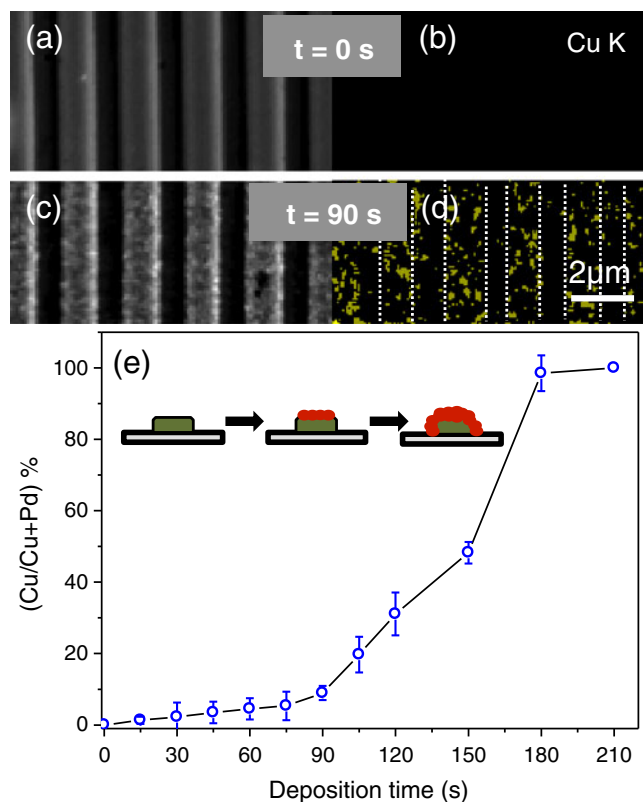 (a)
t = 0 s
(b)
Cu K
(c)
t = 90 s
(d)
2μm
(e)
(Cu/Cu+Pd) %
100
80
60
40
20
0
0 30 60 90 120 150 180 210
Deposition time (s)